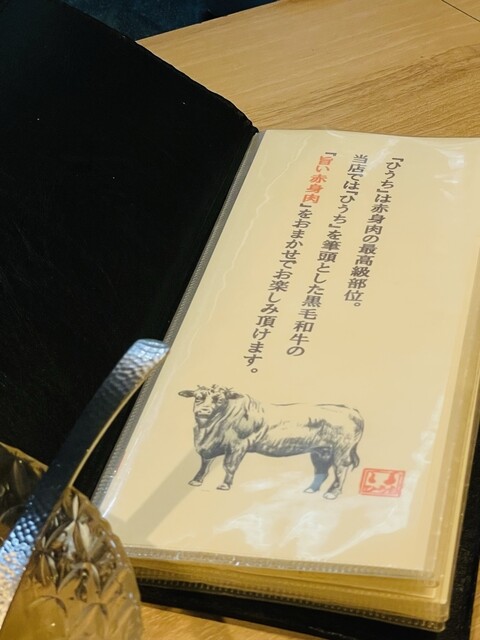 『ひうち』は赤身肉の最高級部位。
当店では『ひうち』を筆頭とした黒毛和牛の
『旨い赤身肉』をおまかせでお楽しみ頂けます。